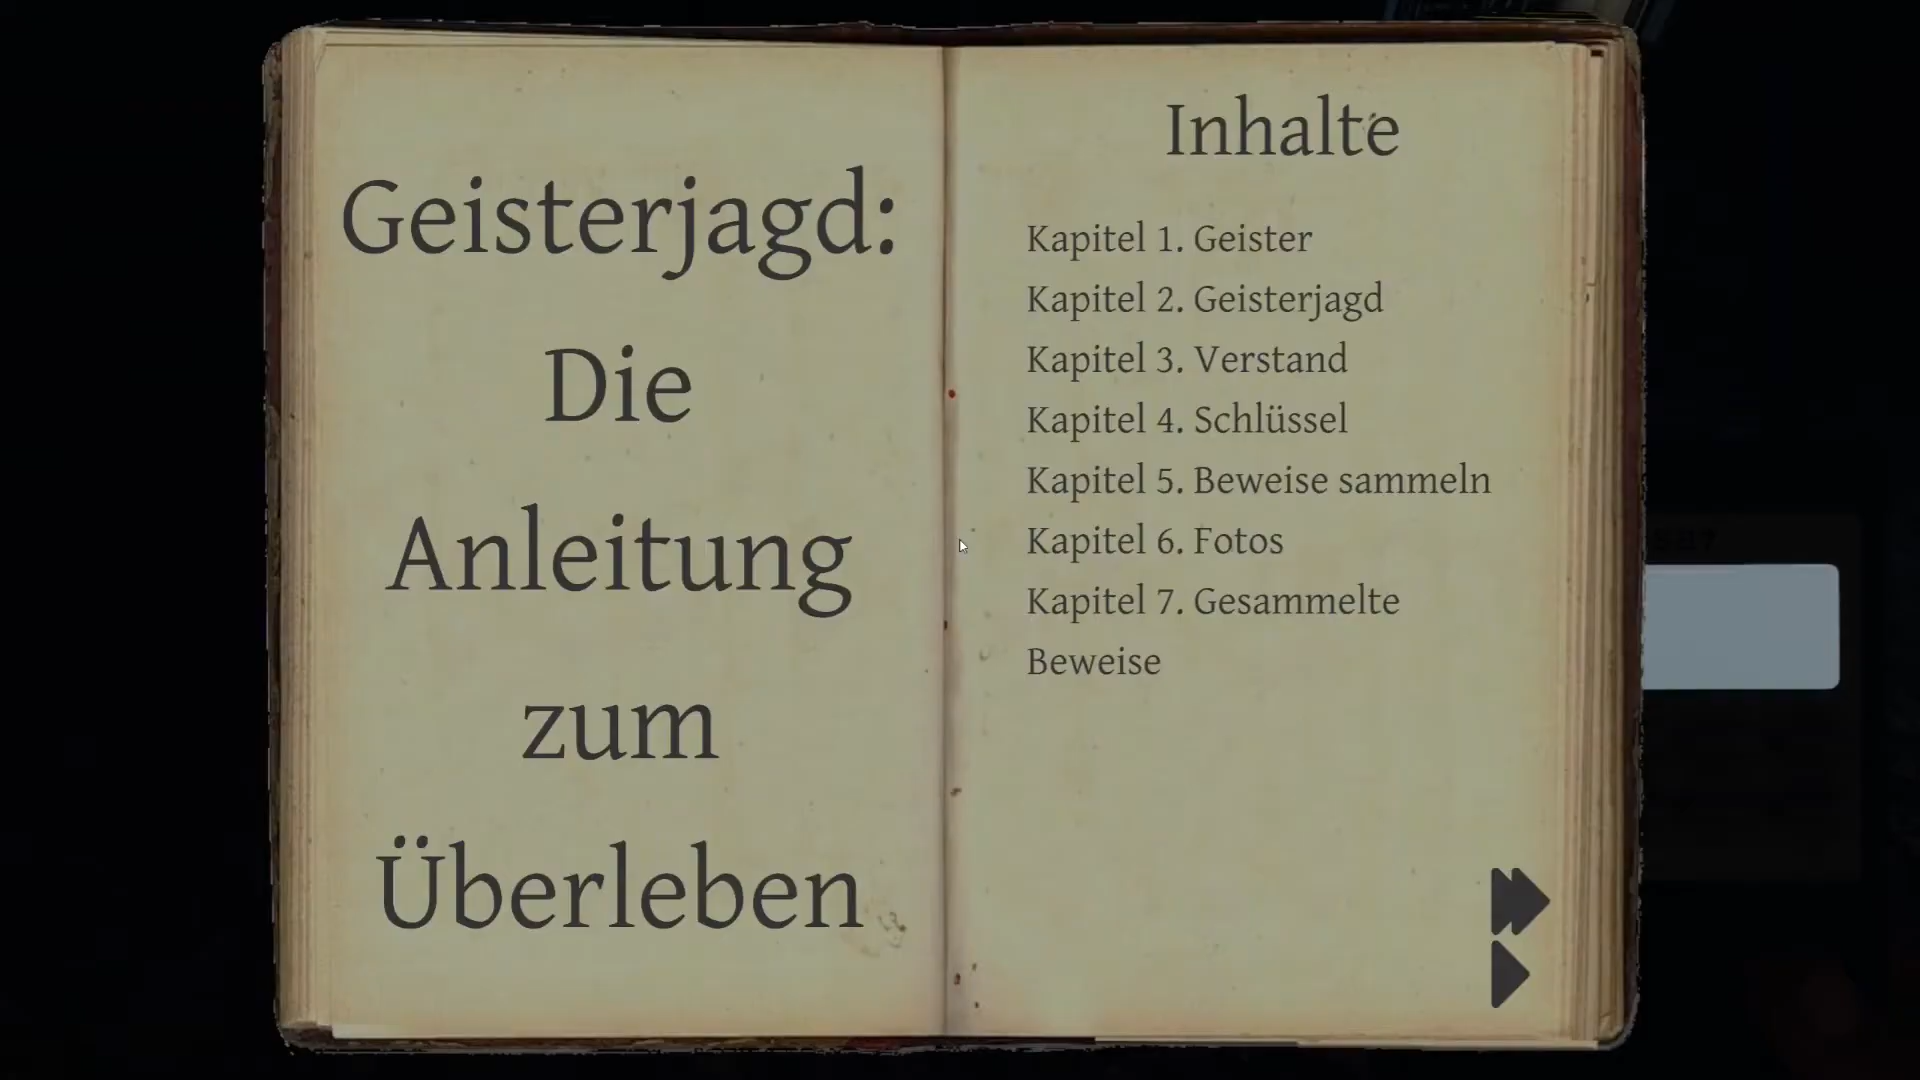 Geisterjagd:
Die
Anleitung
zum
Überleben
Inhalte
Kapitel 1. Geister
Kapitel 2. Geisterjagd
Kapitel 3. Verstand
Kapitel 4. Schlüssel
Kapitel 5. Beweise sammeln
Kapitel 6. Fotos
Kapitel 7. Gesammelte
Beweise